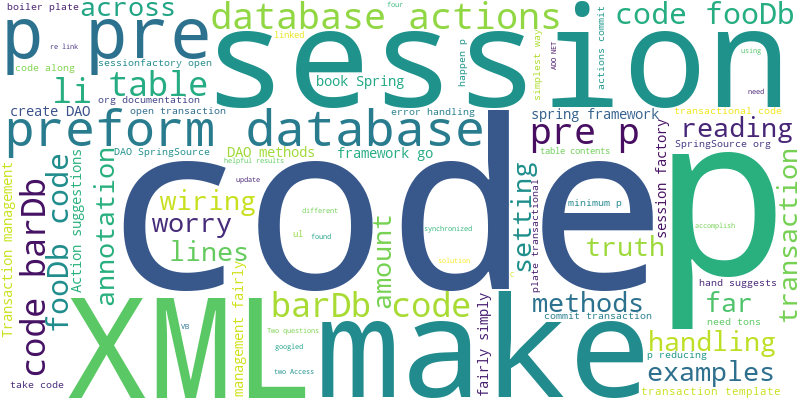 boiler plate
across
database actions
four
code fooDb
p pre
session
re link
linked
sessionfactory open
code along
li
table
org documentation
book Spring
happen p
ADO NET
simplest way
actions commit
using
need
create DAO
open transaction
error handling
spring framework
transactional code
preform database
pre p
reading
SpringSource org
DAO SpringSource
DAO methods
framework go
table contents
helpful results
Transaction management
code barDb
fooDb code
Action suggestions
annotation
code
p
update
wiring
worry
lines
different
ul
found
amount
synchronized
solution
setting
plate transactional
minimum p
session factory
truth
accomplish
transaction
hand suggests
c
XML
make
management fairly
barDb code
fairly simply
methods
commit transaction
far
need tons
VB
Two questions
googled
two Access
handling
p reducing
examples
take code
transaction template